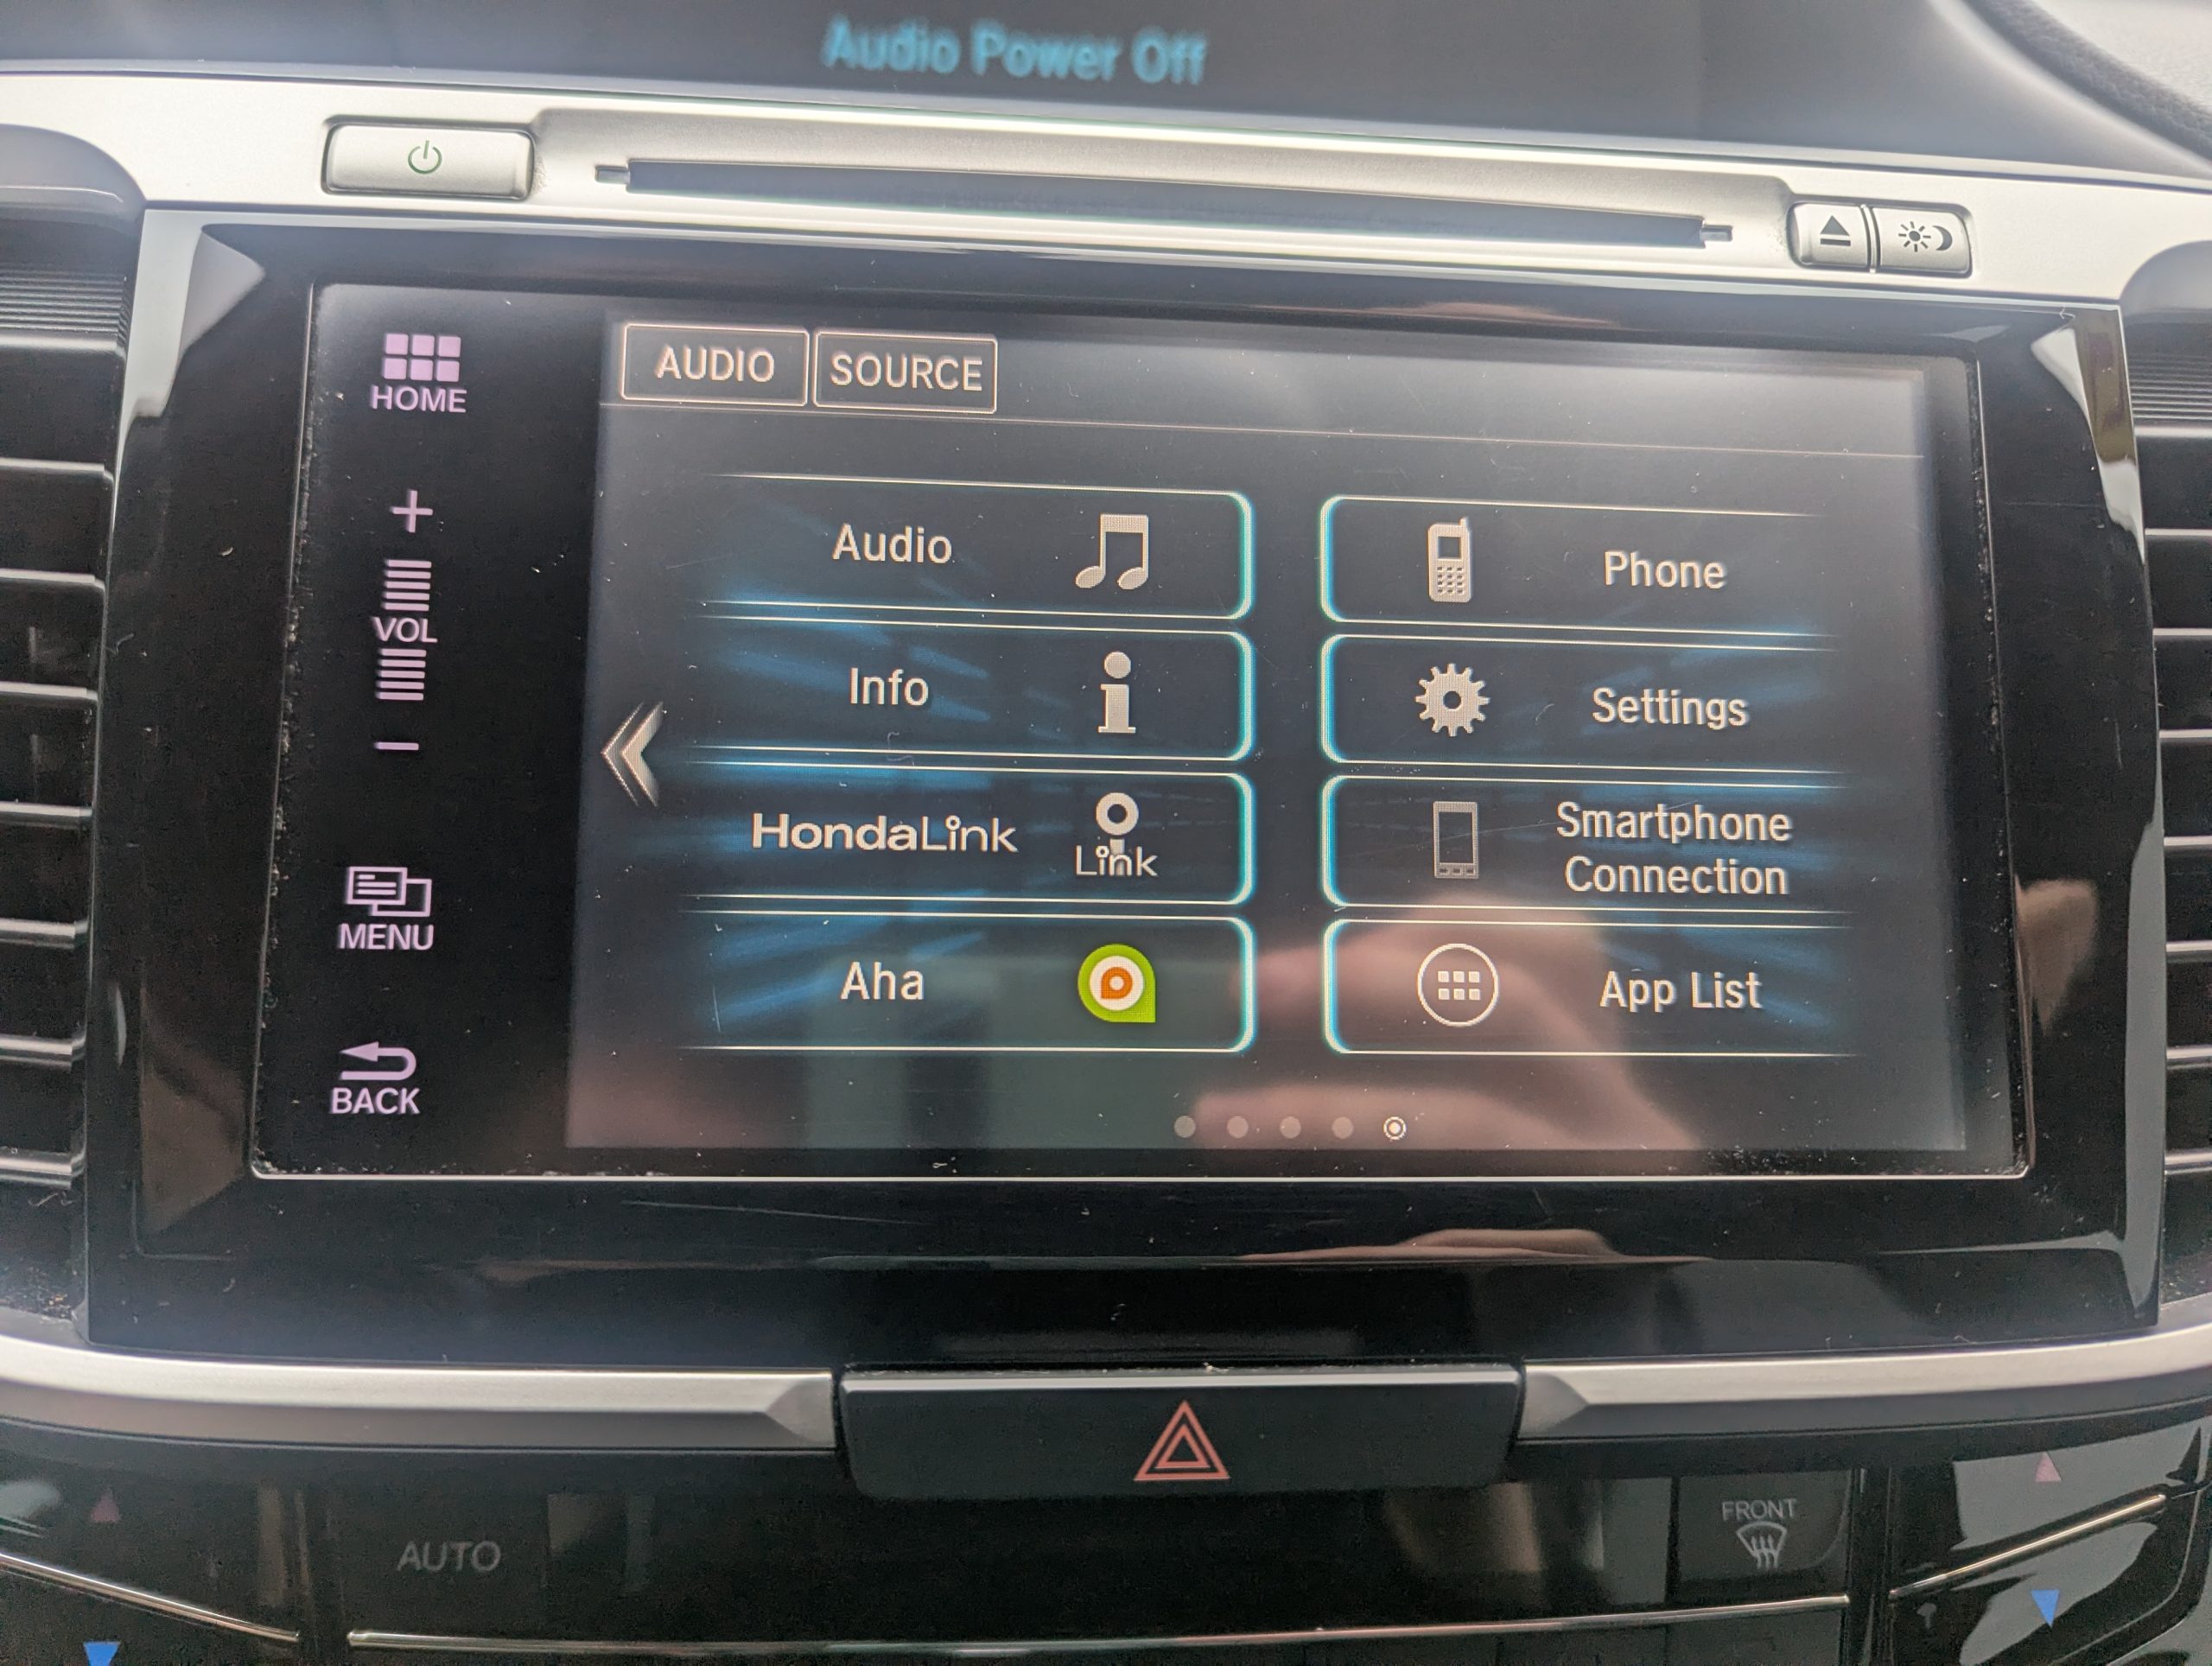 Audio Power Off
HOME
VOL
MENU
BACK
AUDIO
SOURCE
Audio
Phone
Info
Settings
HondaLink
Link
Smartphone
Connection
Aha
App List
AUTO
FRONT